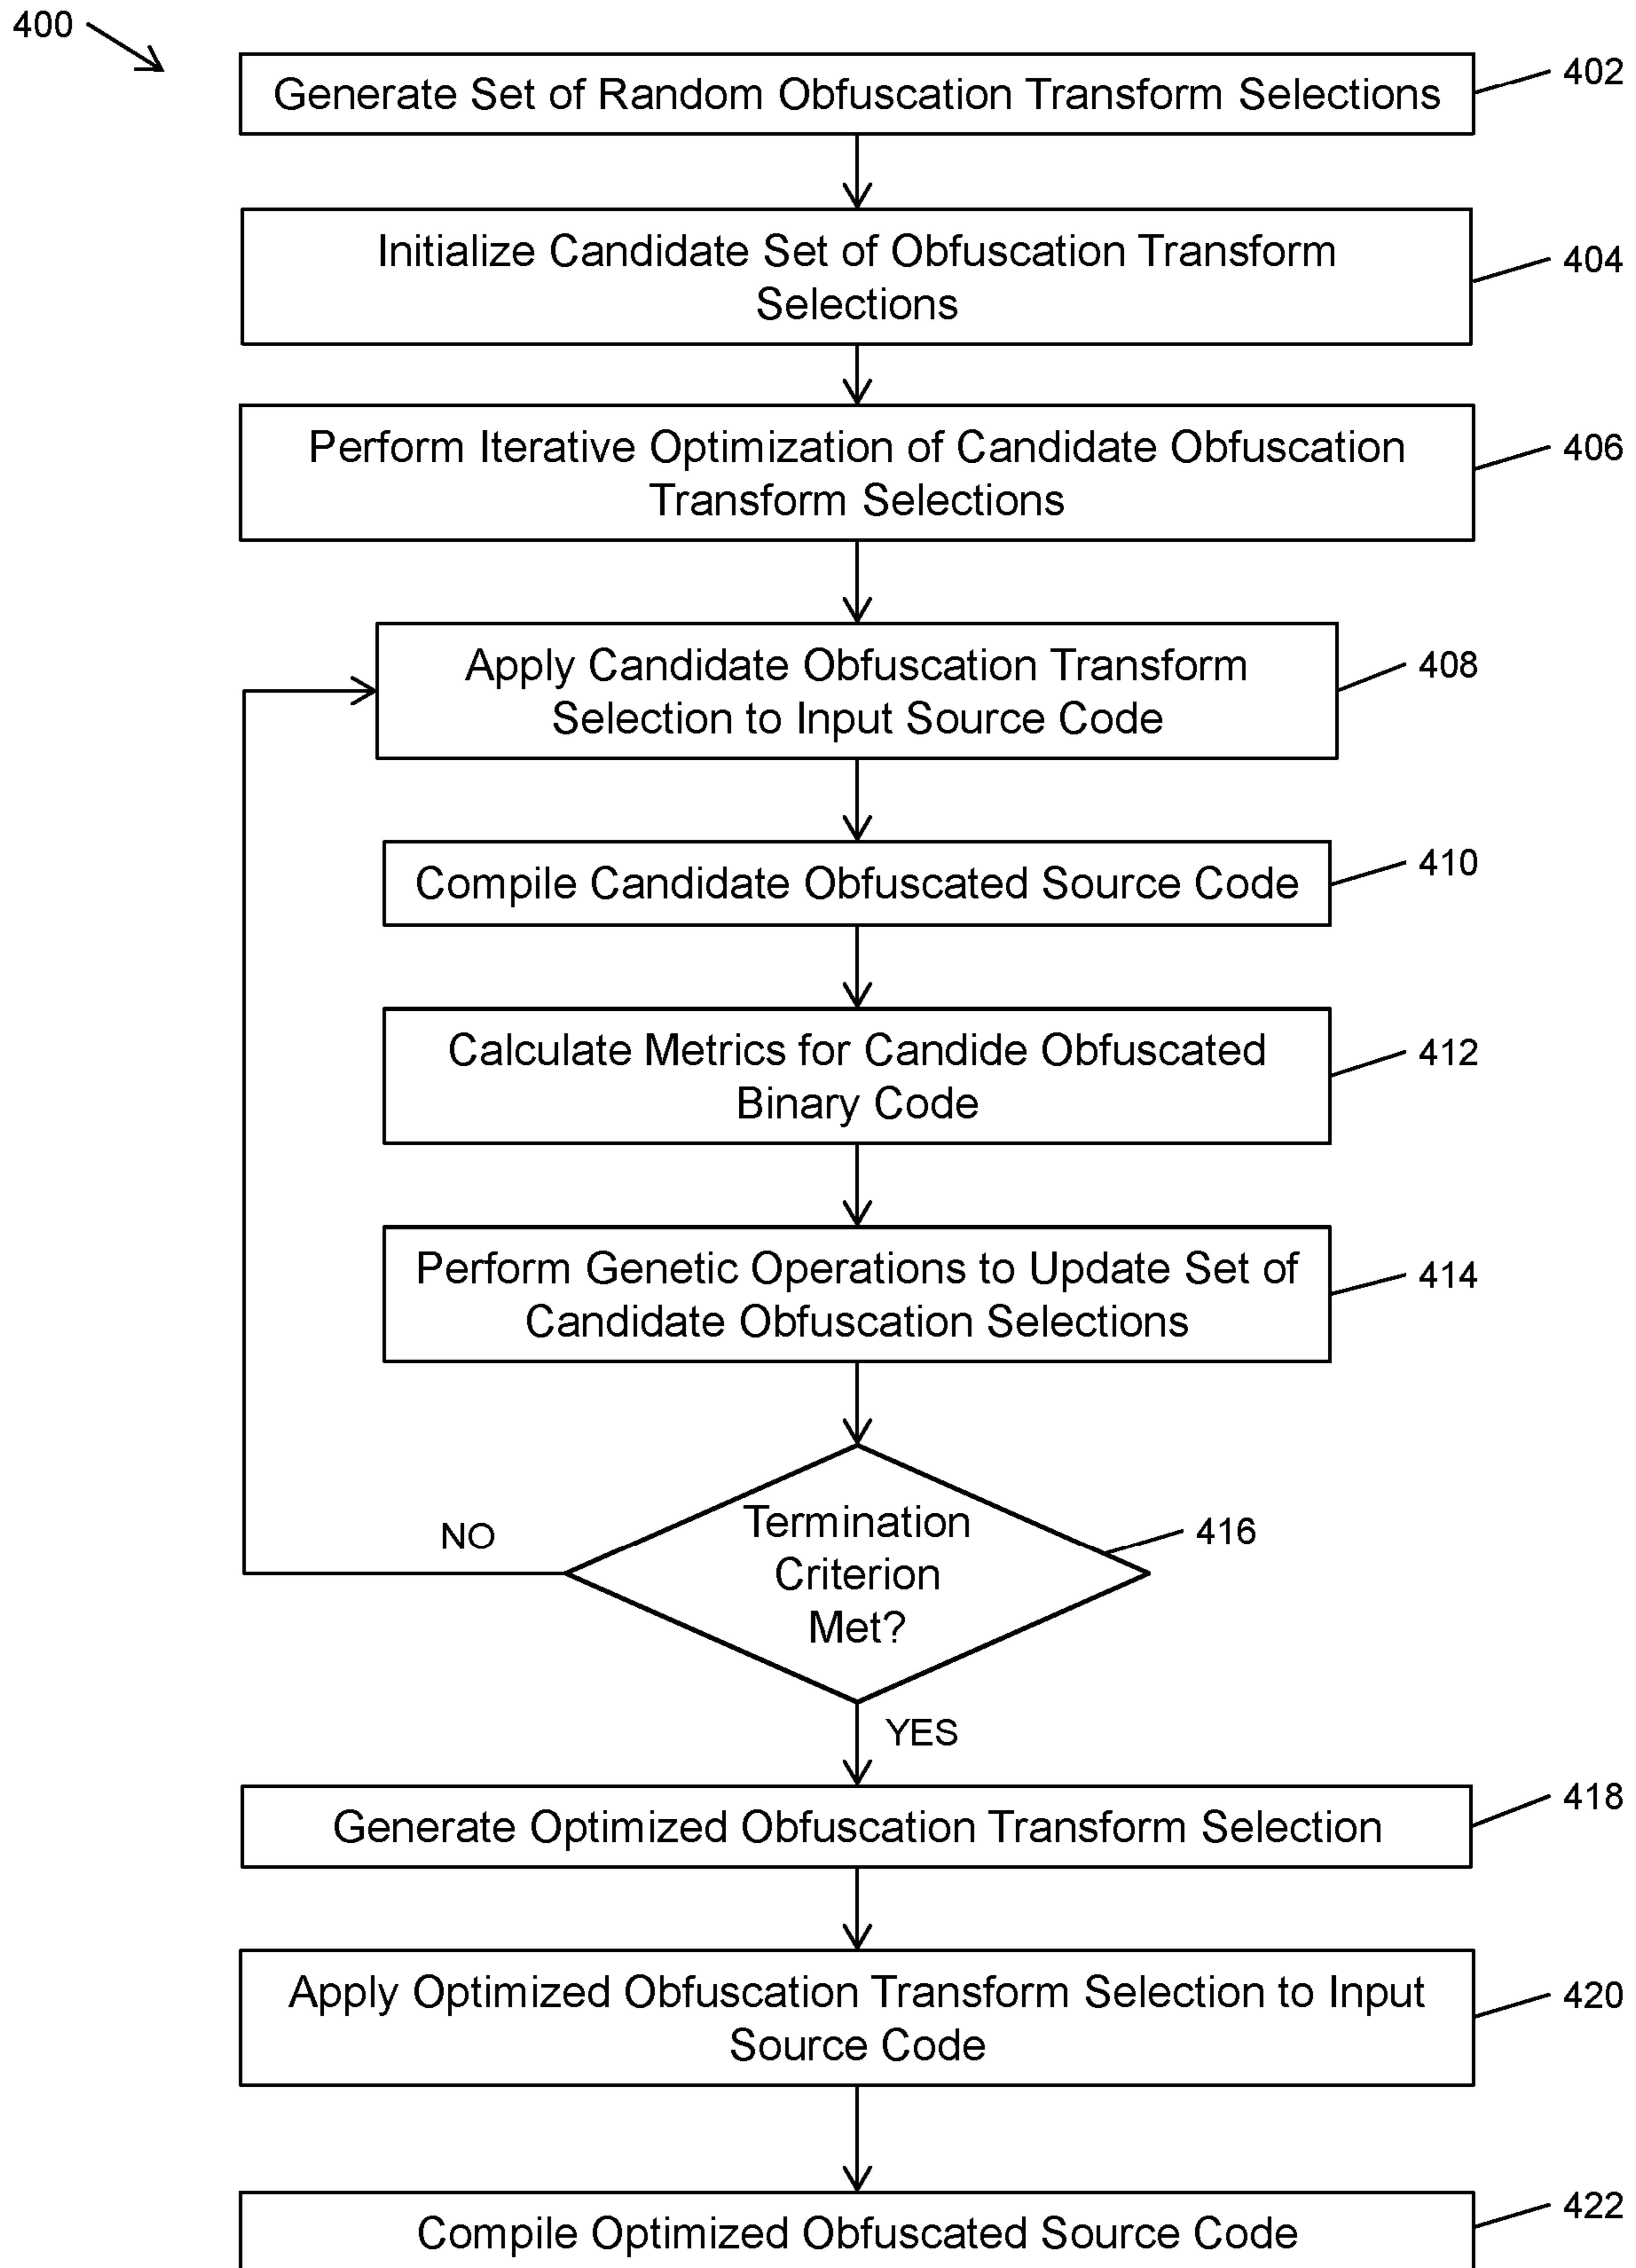 400
Generate Set of Random Obfuscation Transform Selections
402
Initialize Candidate Set of Obfuscation Transform
Selections
404
Perform Iterative Optimization of Candidate Obfuscation
Transform Selections
406
Apply Candidate Obfuscation Transform
Selection to Input Source Code
408
Compile Candidate Obfuscated Source Code
410
Calculate Metrics for Candide Obfuscated
Binary Code
412
Perform Genetic Operations to Update Set of
Candidate Obfuscation Selections
414
Termination
Criterion
Met?
416
NO
YES
Generate Optimized Obfuscation Transform Selection
418
Apply Optimized Obfuscation Transform Selection to Input
Source Code
420
Compile Optimized Obfuscated Source Code
422